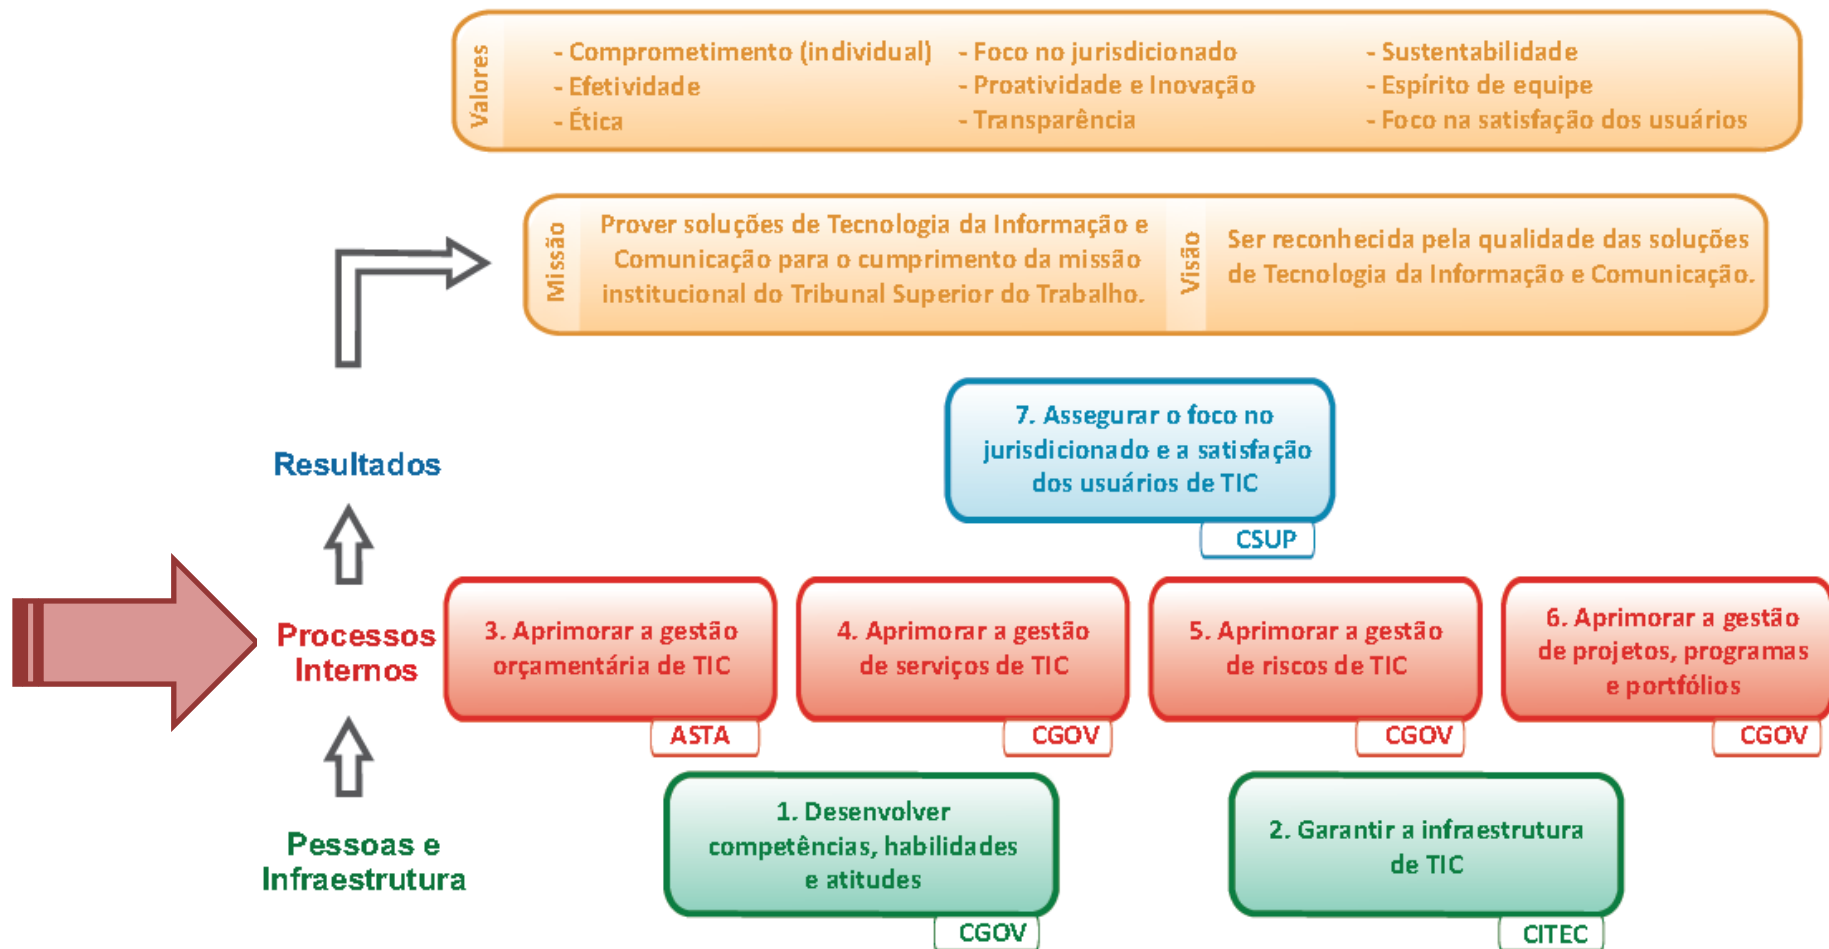 Valores
- Comprometimento (individual)
- Efetividade
- Ética
- Foco no jurisdicionado
- Proatividade e Inovação
- Transparência
- Sustentabilidade
- Espírito de equipe
- Foco na satisfação dos usuários
Missão
Prover soluções de Tecnologia da Informação e
Comunicação para o cumprimento da missão
institucional do Tribunal Superior do Trabalho.
Visão
Ser reconhecida pela qualidade das soluções
de Tecnologia da Informação e Comunicação.
Resultados
7. Assegurar o foco no
jurisdicionado e a satisfação
dos usuários de TIC
CSUP
Processos
Internos
3. Aprimorar a gestão
orçamentária de TIC
ASTA
4. Aprimorar a gestão
de serviços de TIC
CGOV
5. Aprimorar a gestão
de riscos de TIC
CGOV
6. Aprimorar a gestão
de projetos, programas
e portfólios
CGOV
Pessoas e
Infraestrutura
1. Desenvolver
competências, habilidades
e atitudes
CGOV
2. Garantir a infraestrutura
de TIC
CITEC